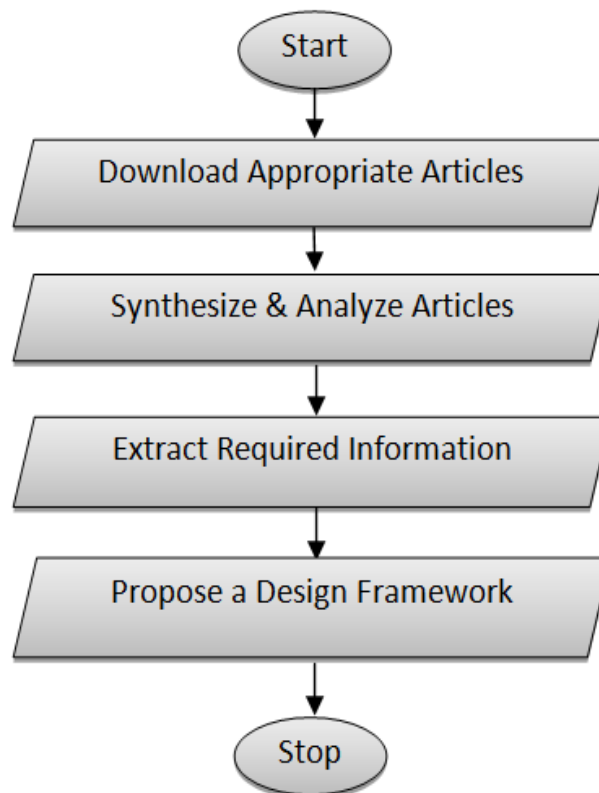 Start
Download Appropriate Articles
Synthesize & Analyze Articles
Extract Required Information
Propose a Design Framework
Stop